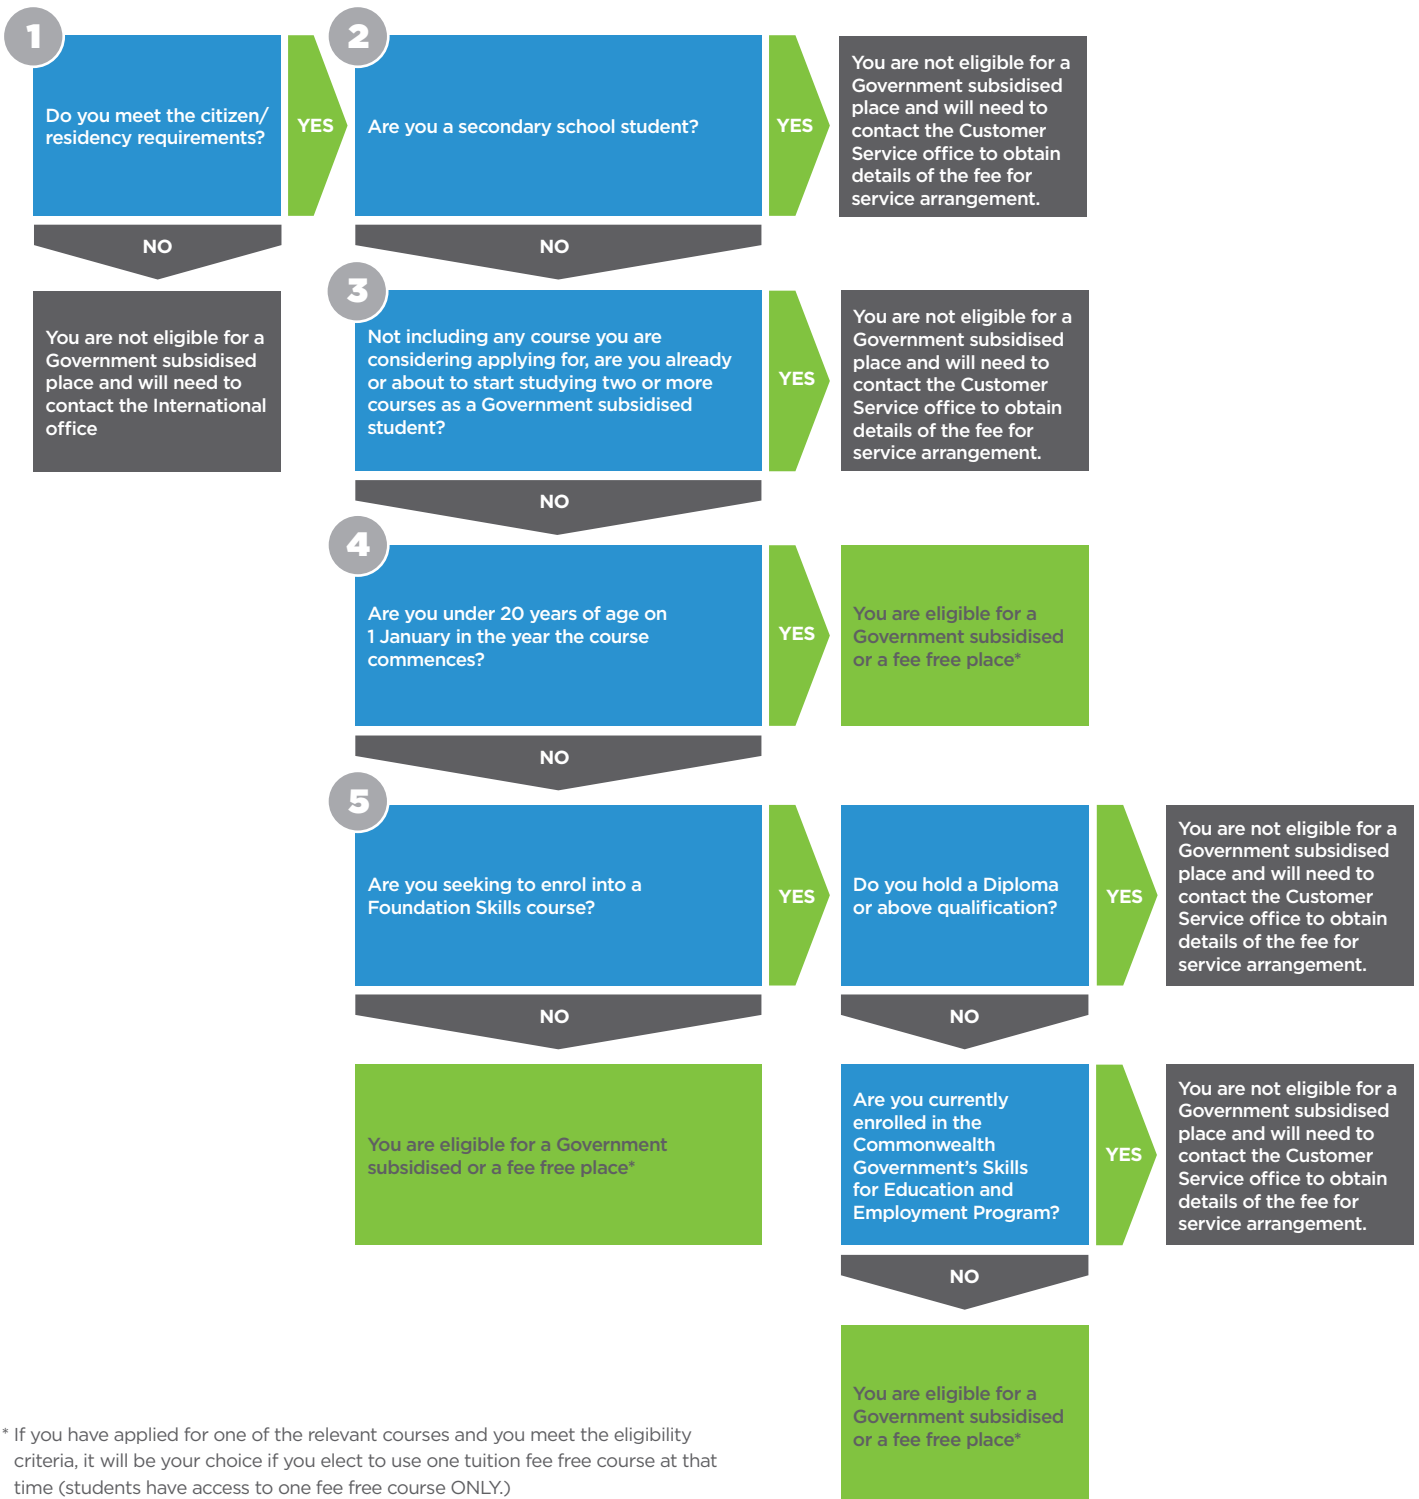 1
Do you meet the citizen/
residency requirements?
YES
2
Are you a secondary school student?
YES
You are not eligible for a
Government subsidised
place and will need to
contact the Customer
Service office to obtain
details of the fee for
service arrangement.
NO
NO
You are not eligible for a
Government subsidised
place and will need to
contact the International
office
3
Not including any course you are
considering applying for, are you already
or about to start studying two or more
courses as a Government subsidised
student?
YES
You are not eligible for a
Government subsidised
place and will need to
contact the Customer
Service office to obtain
details of the fee for
service arrangement.
NO
4
Are you under 20 years of age on
1 January in the year the course
commences?
YES
You are eligible for a
Government subsidised
or a fee free place*
NO
5
Are you seeking to enrol into a
Foundation Skills course?
YES
Do you hold a Diploma
or above qualification?
YES
You are not eligible for a
Government subsidised
place and will need to
contact the Customer
Service office to obtain
details of the fee for
service arrangement.
NO
NO
You are eligible for a Government
subsidised or a fee free place*
Are you currently
enrolled in the
Commonwealth
Government’s Skills
for Education and
Employment Program?
YES
You are not eligible for a
Government subsidised
place and will need to
contact the Customer
Service office to obtain
details of the fee for
service arrangement.
NO
You are eligible for a
Government subsidised
or a fee free place*
* If you have applied for one of the relevant courses and you meet the eligibility
criteria, it will be your choice if you elect to use one tuition fee free course at that
time (students have access to one fee free course ONLY.)